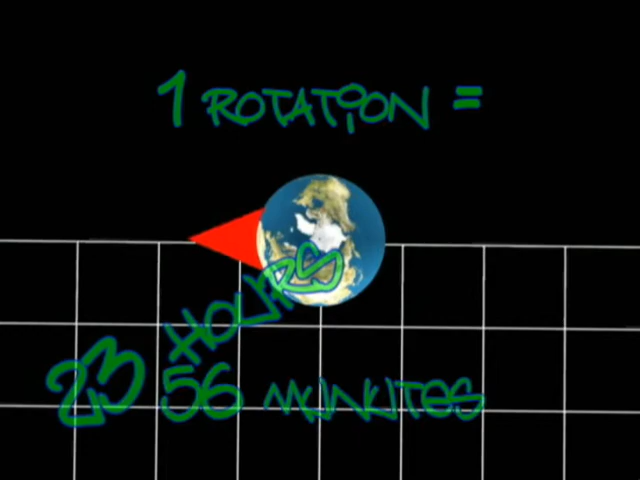 1 ROTATION =
23 HOURS
56 MINUTES